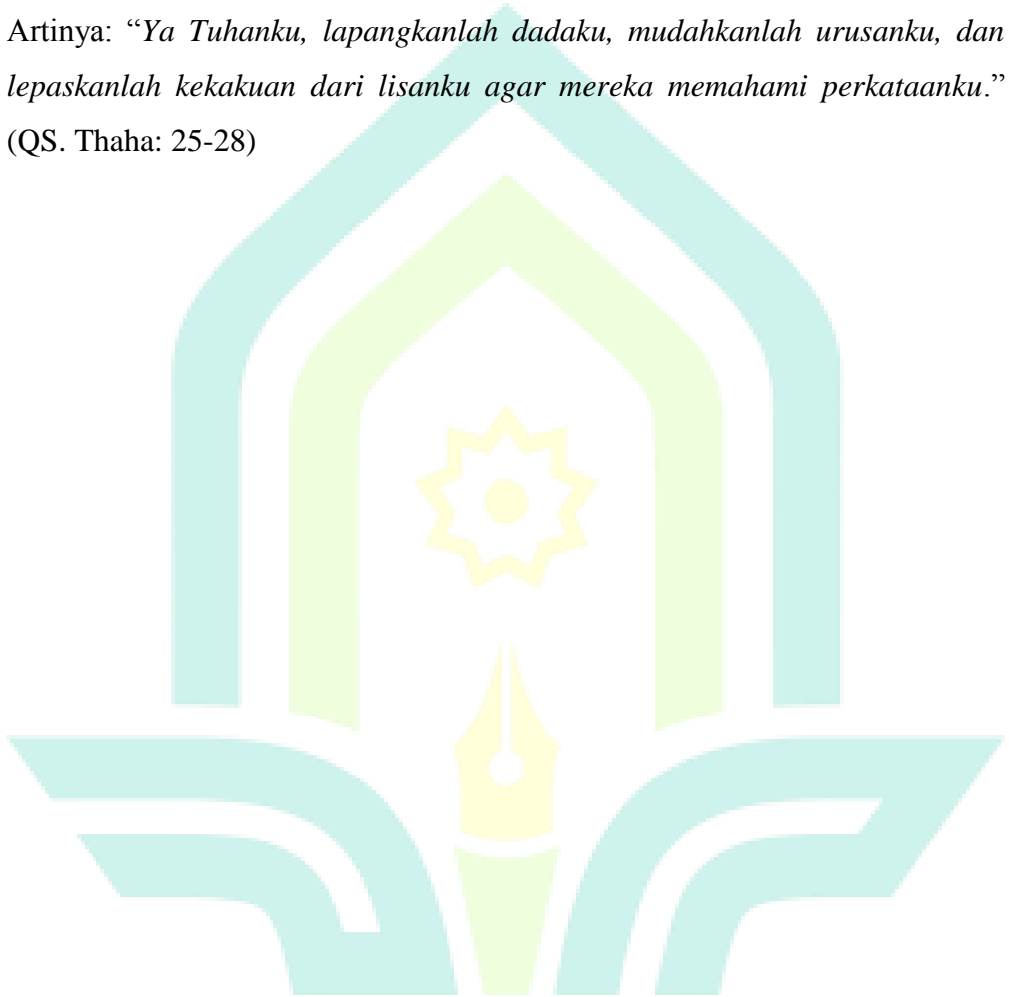 Artinya: “Ya Tuhanku, lapangkanlah dadaku, mudahkanlah urusanku, dan
lepaskanlah kekakuan dari lisanku agar mereka memahami perkataanku.”
(QS. Thaha: 25-28)